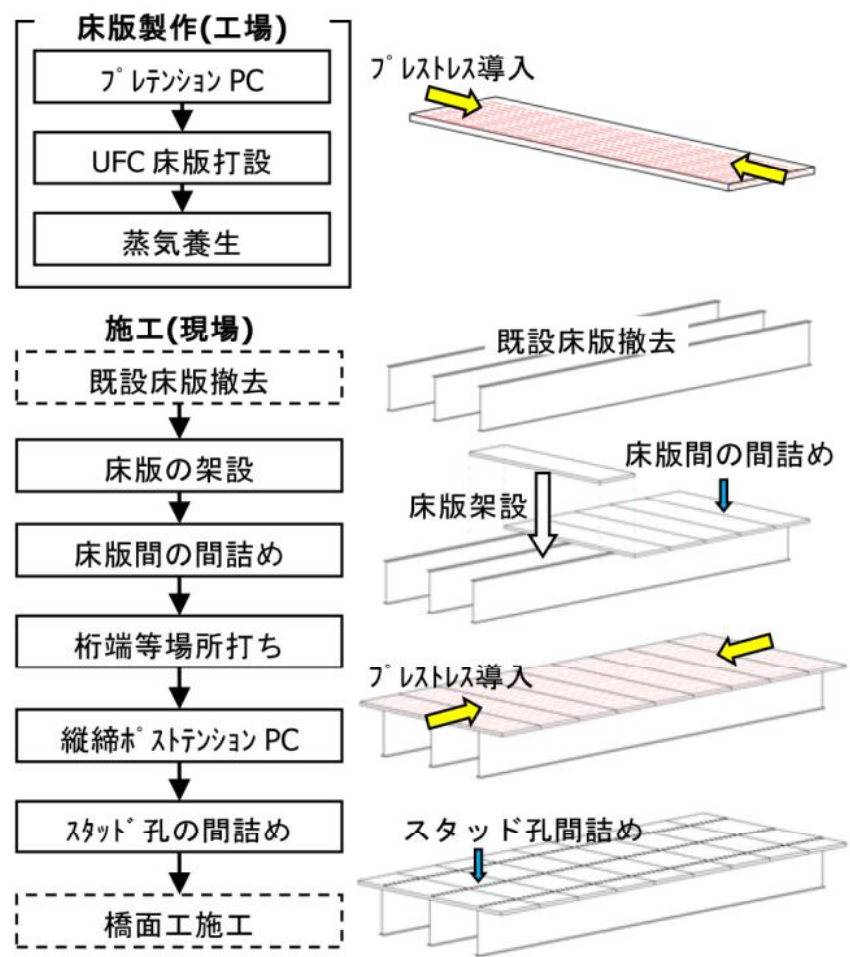 床版製作(工場)
ﾌﾟﾚﾃﾝｼｮﾝ PC
UFC 床版打設
蒸気養生
ﾌﾟﾚｽﾄﾚｽ導入
施工(現場)
既設床版撤去
床版の架設
床版間の間詰め
桁端等場所打ち
縦締ﾎﾟｽﾄﾃﾝｼｮﾝ PC
ｽﾀｯﾄﾞ孔の間詰め
橋面工施工
既設床版撤去
床版間の間詰め
床版架設
ﾌﾟﾚｽﾄﾚｽ導入
スタッド孔間詰め